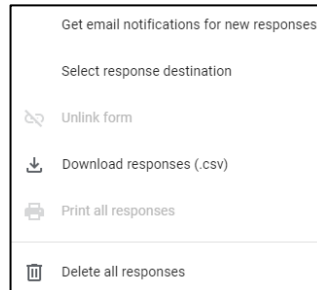 Get email notifications for new responses
Select response destination
Unlink form
Download responses (.csv)
Print all responses
Delete all responses